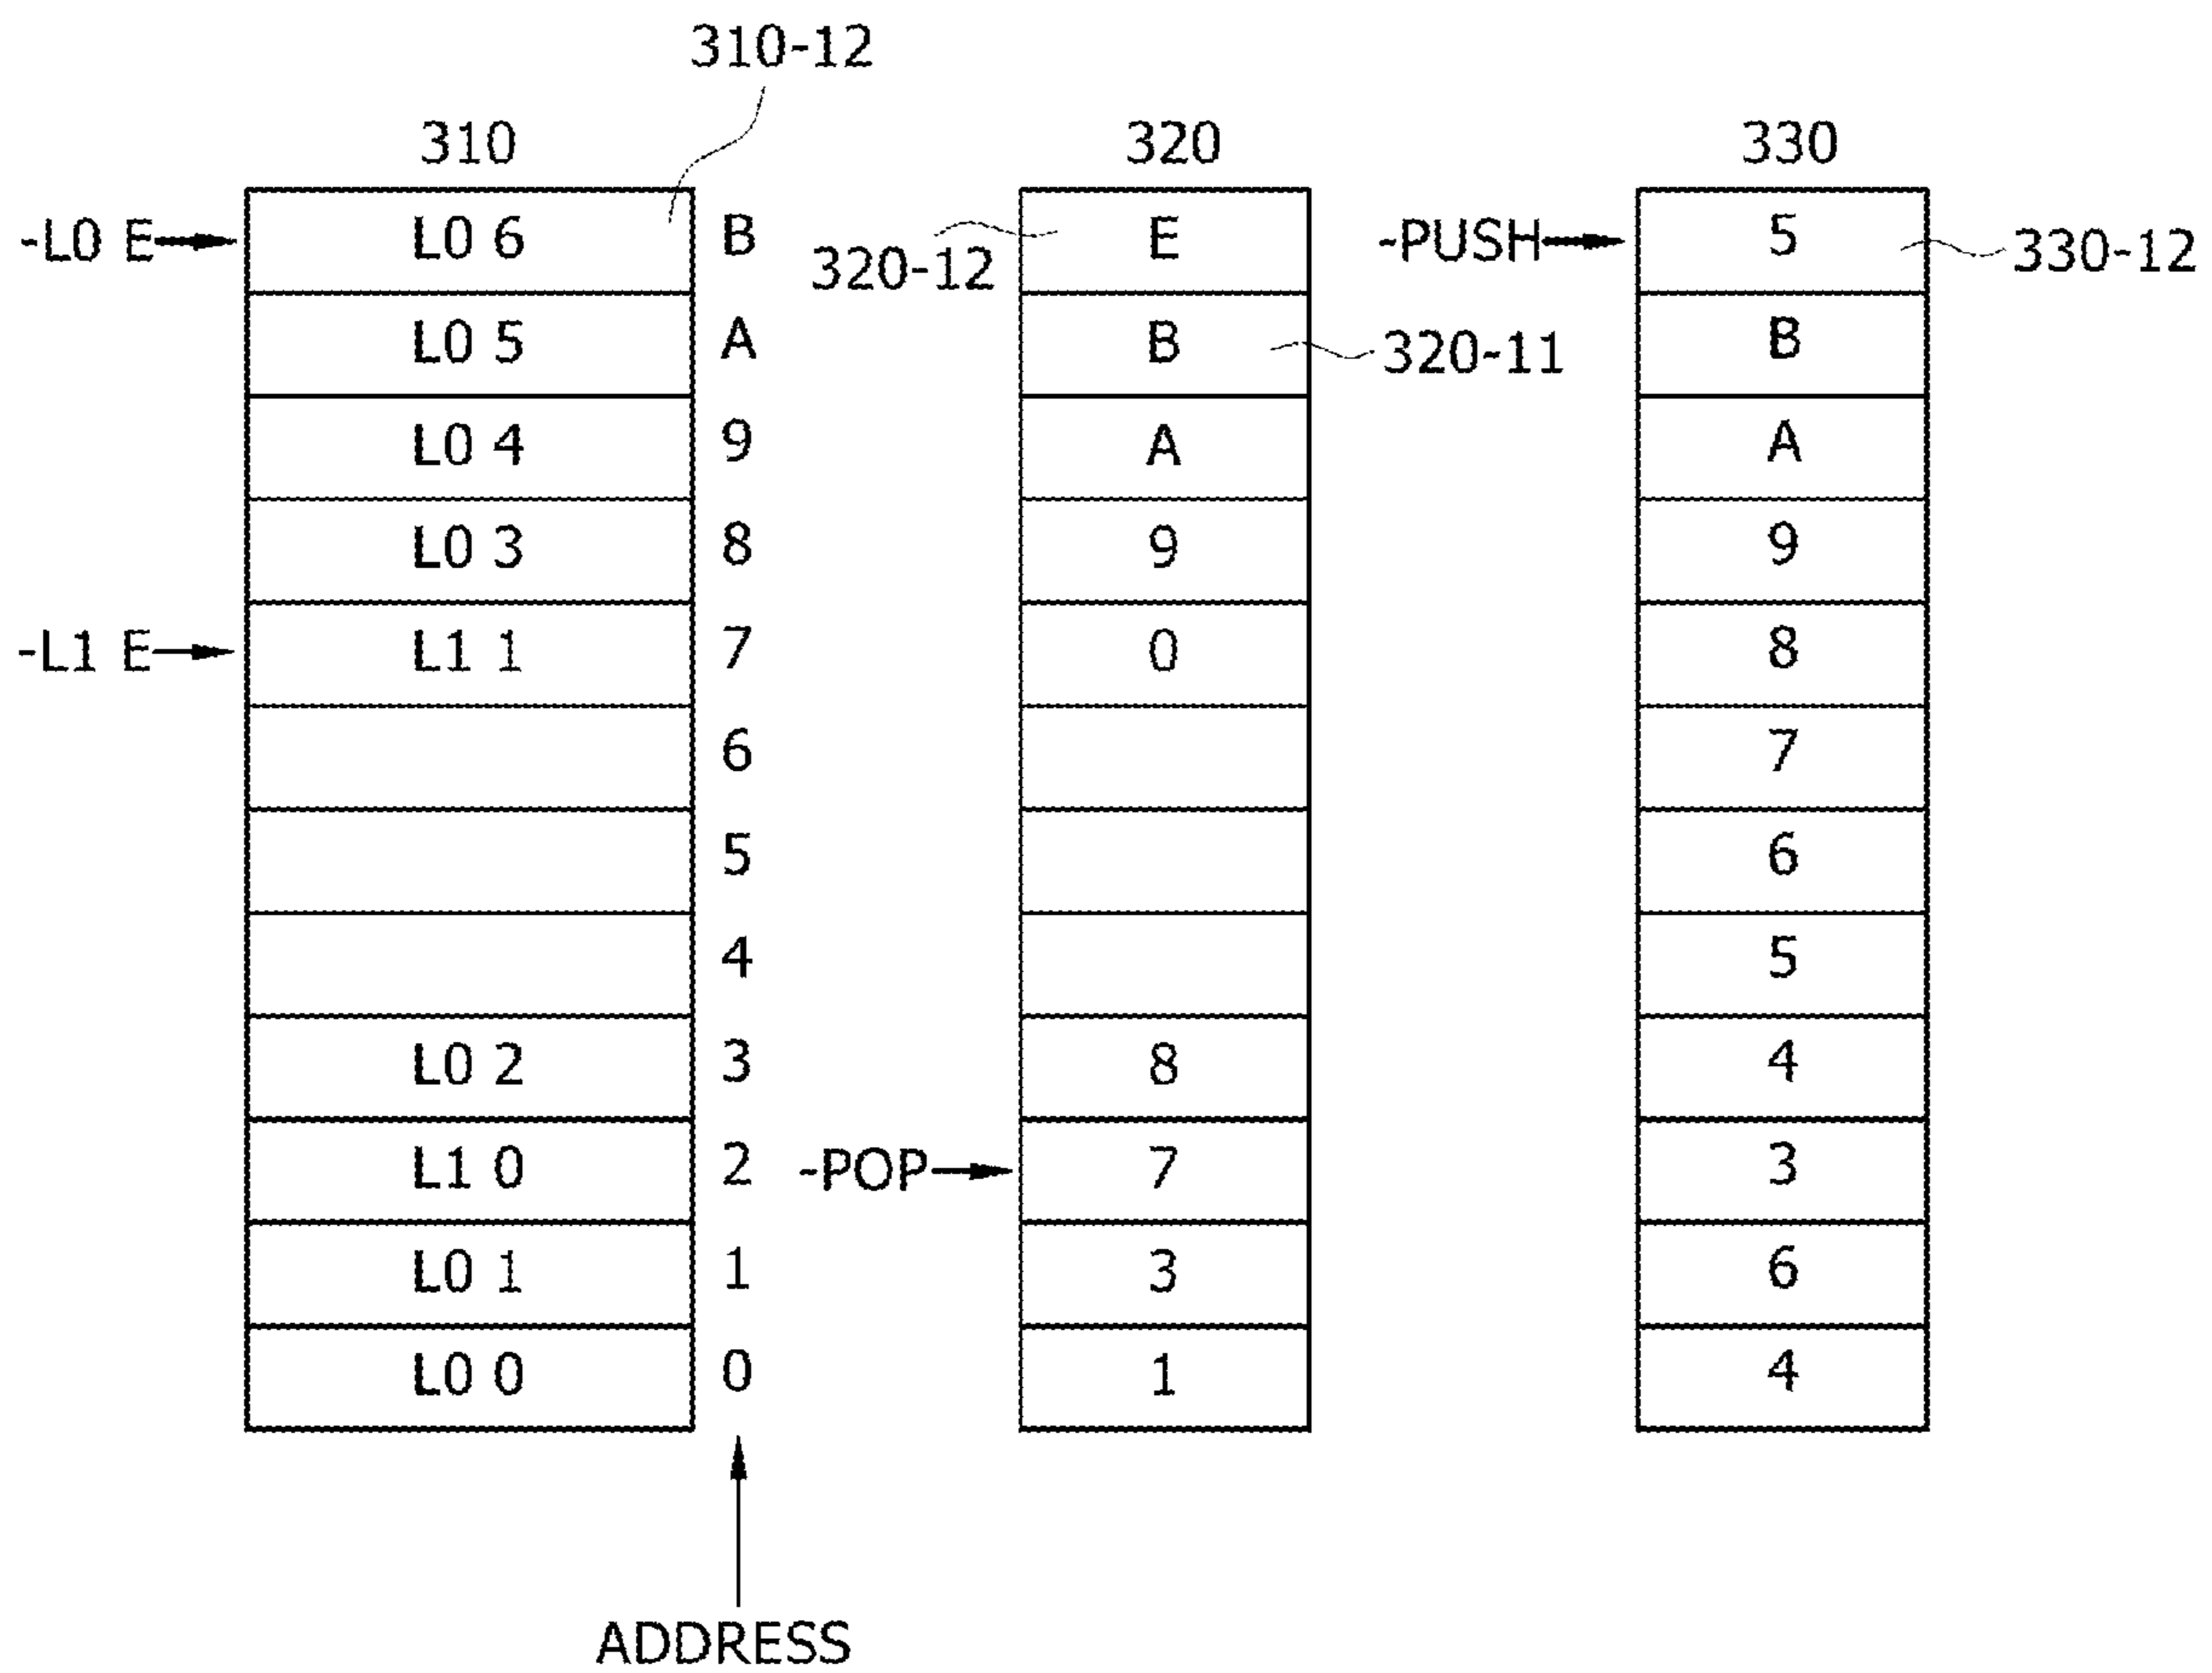 310-12
310 320 330
-L0 E L0 6 B E -PUSH 5
320-12 330-12
L0 5 A B 320-11 B
L0 4 9 A A
L0 3 8 9 9
-L1 E L1 1 7 0 8
6 7
5 6
4 5
L0 2 3 8 4
L1 0 2 -POP 7 3
L0 1 1 3 6
L0 0 0 1 4
ADDRESS